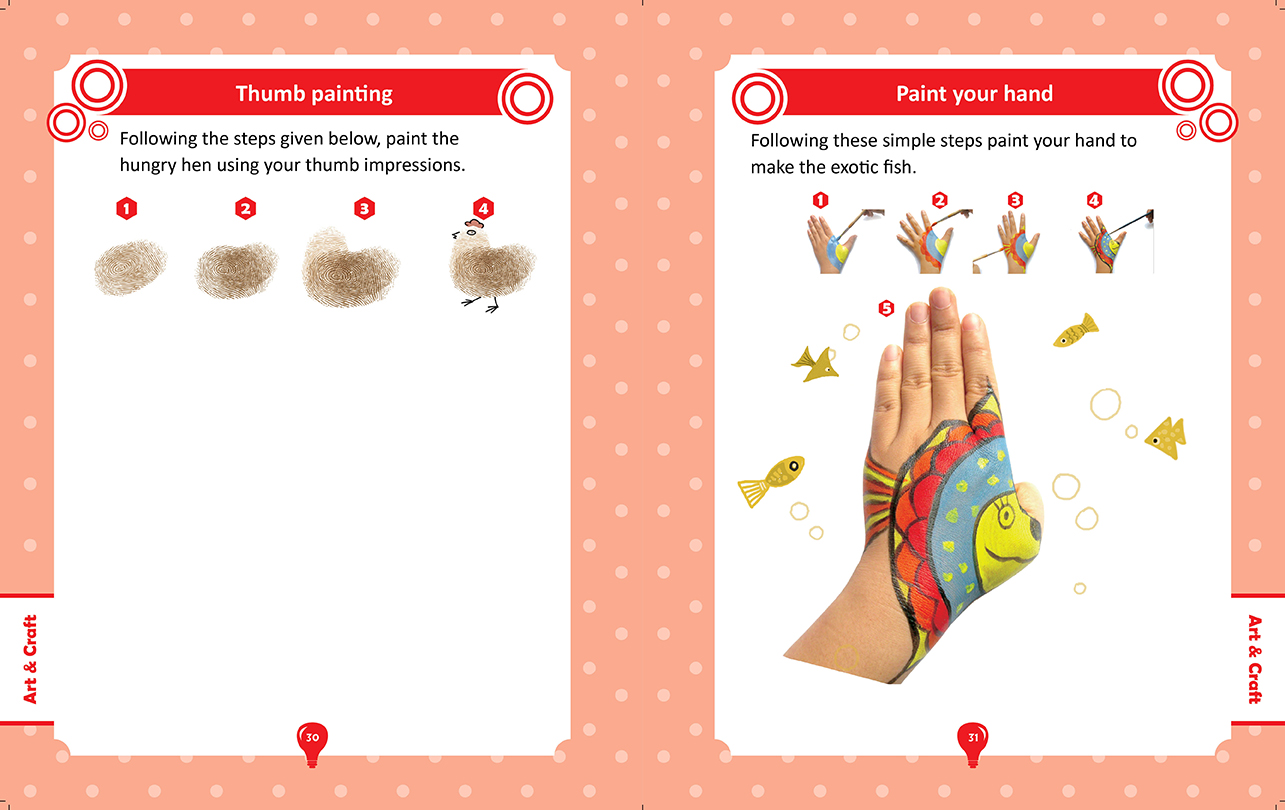 Thumb painting
Following the steps given below, paint the
hungry hen using your thumb impressions.
1 2 3 4
Art & Craft
30
Paint your hand
Following these simple steps paint your hand to
make the exotic fish.
1 2 3 4
5
Art & Craft
31